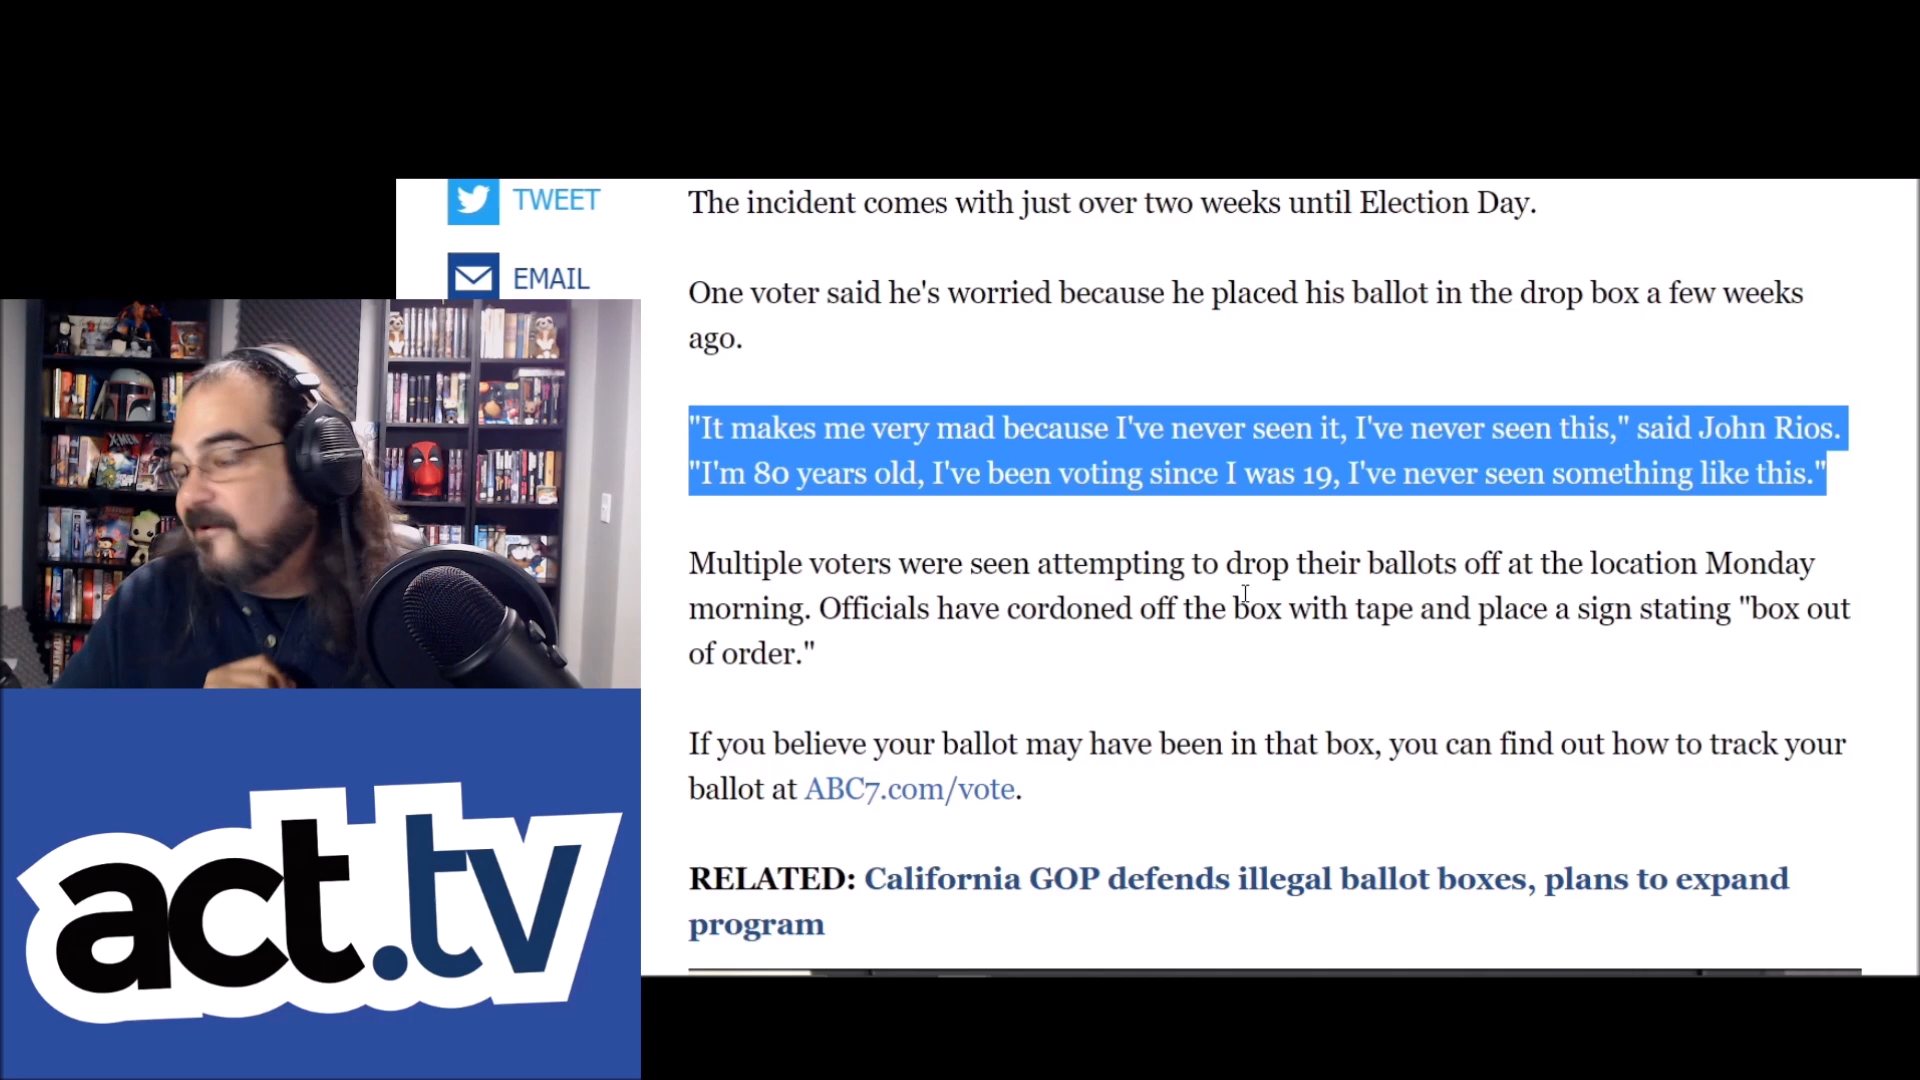 TWEET
EMAIL
The incident comes with just over two weeks until Election Day.
One voter said he's worried because he placed his ballot in the drop box a few weeks
ago.
"It makes me very mad because I've never seen it, I've never seen this," said John Rios.
"I'm 80 years old, I've been voting since I was 19, I've never seen something like this."
Multiple voters were seen attempting to drop their ballots off at the location Monday
morning. Officials have cordoned off the box with tape and place a sign stating "box out
of order."
If you believe your ballot may have been in that box, you can find out how to track your
ballot at ABC7.com/vote.
RELATED: California GOP defends illegal ballot boxes, plans to expand
program
X-MEN
act.tv